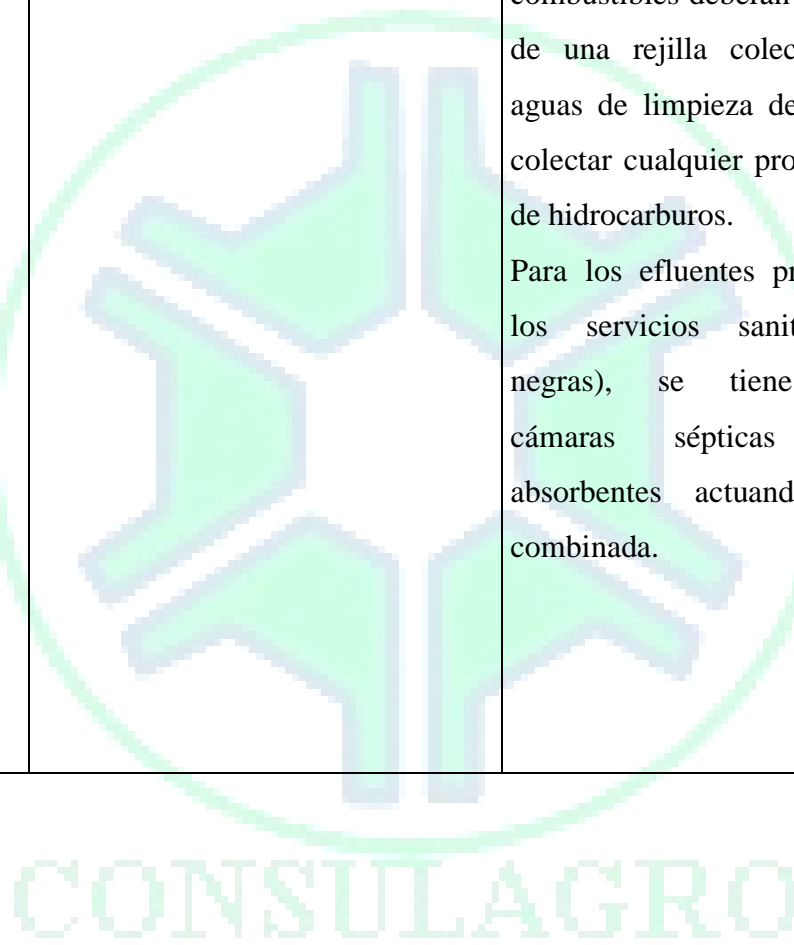 combustibles deberán
de una rejilla colec
aguas de limpieza de
colectar cualquier pro
de hidrocarburos.
Para los efluentes pr
los servicios sanit
negras), se tiene
cámaras sépticas
absorbentes actuand
combinada.
CONSULAGRO